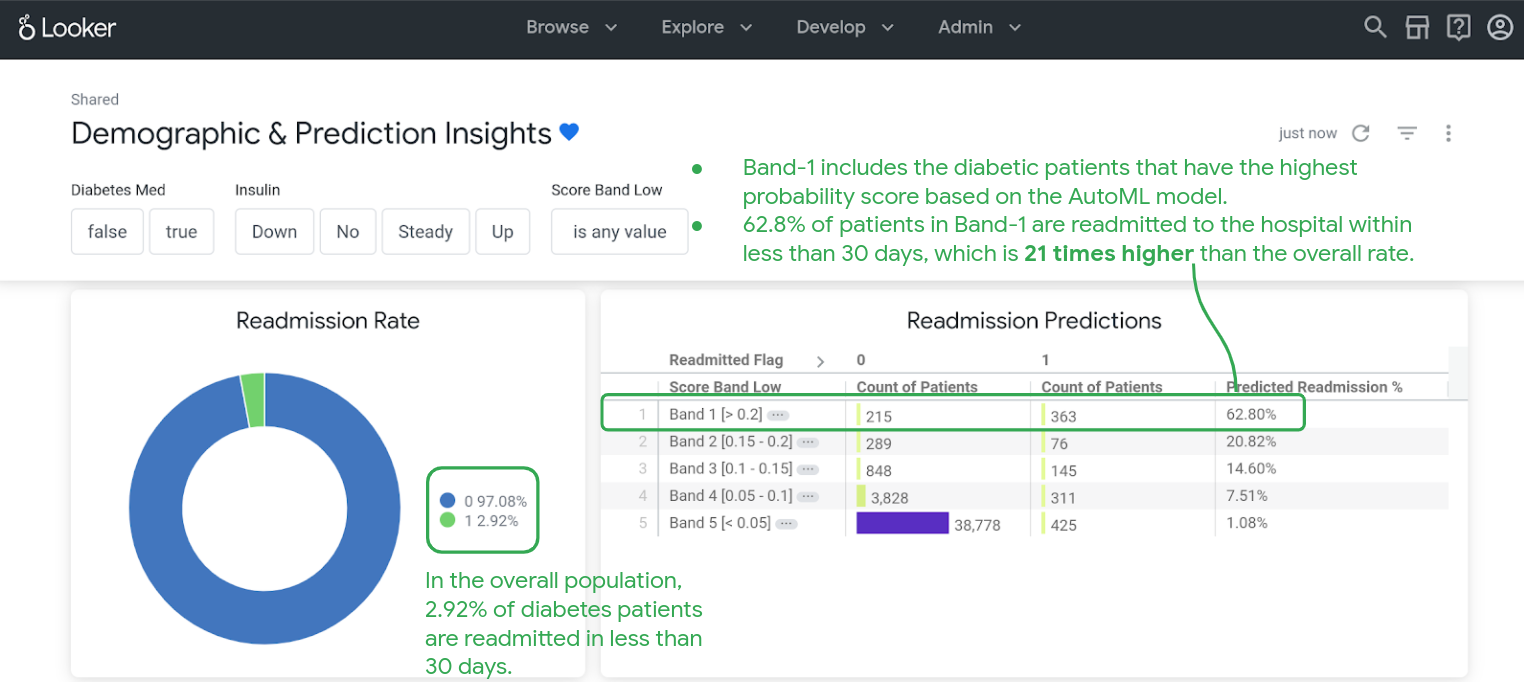 Looker
Browse
Explore
Develop
Admin
Shared
Demographic & Prediction Insights
just now
Diabetes Med
Insulin
Score Band Low
false
true
Down
No
Steady
Up
is any value
• Band-1 includes the diabetic patients that have the highest
probability score based on the AutoML model.
• 62.8% of patients in Band-1 are readmitted to the hospital within
less than 30 days, which is 21 times higher than the overall rate.
Readmission Rate
0 97.08%
1 2.92%
In the overall population,
2.92% of diabetes patients
are readmitted in less than
30 days.
Readmission Predictions
Readmitted Flag 0 1
Score Band Low Count of Patients Count of Patients Predicted Readmission %
1 Band 1 [> 0.2] 215 363 62.80%
2 Band 2 [0.15 - 0.2] 289 76 20.82%
3 Band 3 [0.1 - 0.15] 848 145 14.60%
4 Band 4 [0.05 - 0.1] 3,828 311 7.51%
5 Band 5 [< 0.05] 38,778 425 1.08%